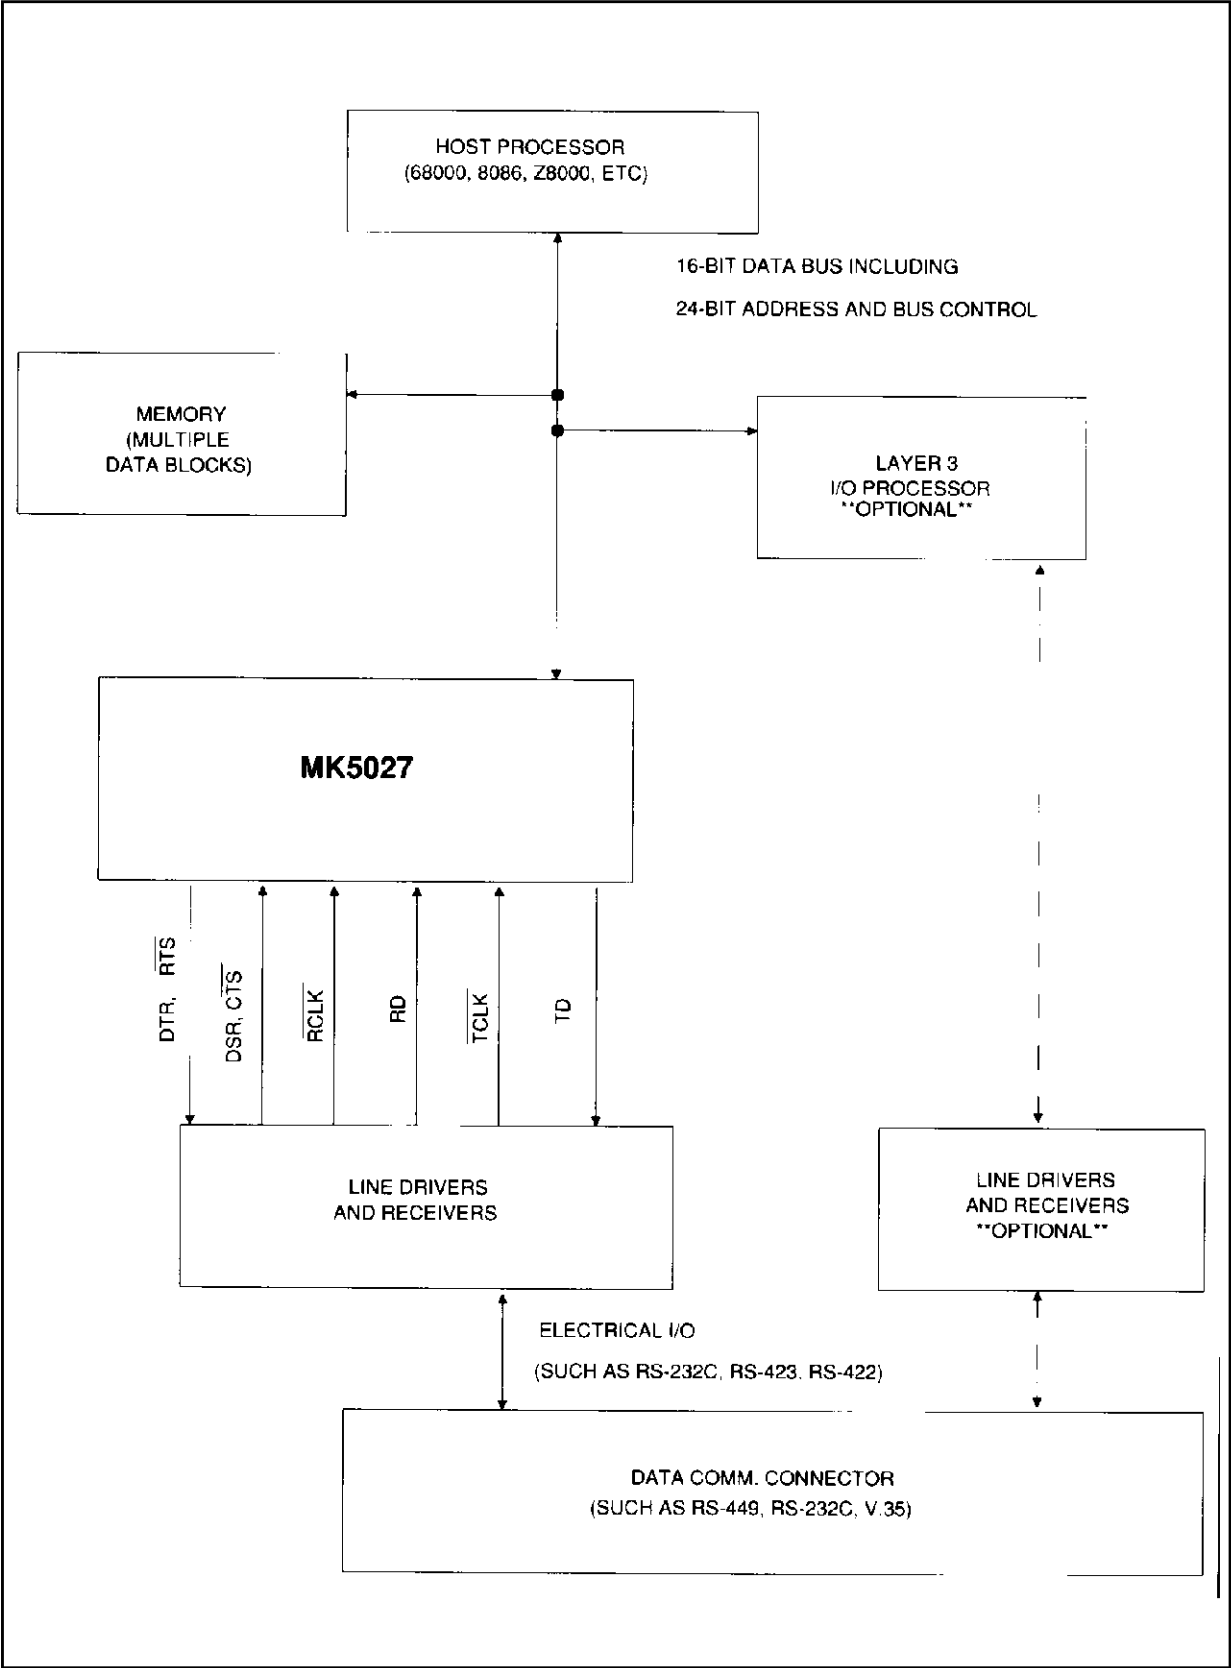 HOST PROCESSOR
(68000, 8086, Z8000, ETC)
16-BIT DATA BUS INCLUDING
24-BIT ADDRESS AND BUS CONTROL
MEMORY
(MULTIPLE
DATA BLOCKS)
LAYER 3
I/O PROCESSOR
**OPTIONAL**
MK5027
DTR, RTS
DSR, CTS
RCLK
RD
TCLK
TD
LINE DRIVERS
AND RECEIVERS
LINE DRIVERS
AND RECEIVERS
**OPTIONAL**
ELECTRICAL I/O
(SUCH AS RS-232C, RS-423, RS-422)
DATA COMM. CONNECTOR
(SUCH AS RS-449, RS-232C, V.35)